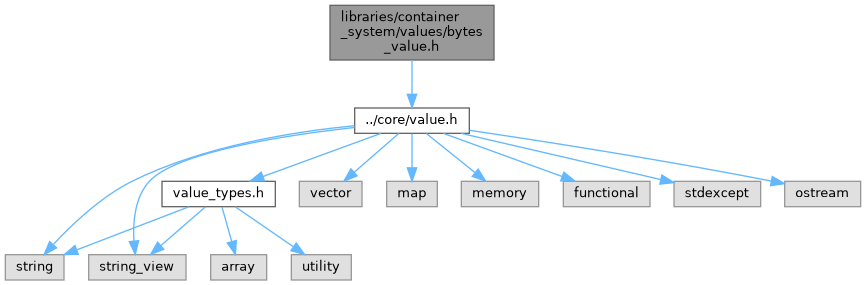 libraries/container
_system/values/bytes
_value.h
../core/value.h
value_types.h
vector
map
memory
functional
stdexcept
ostream
string
string_view
array
utility